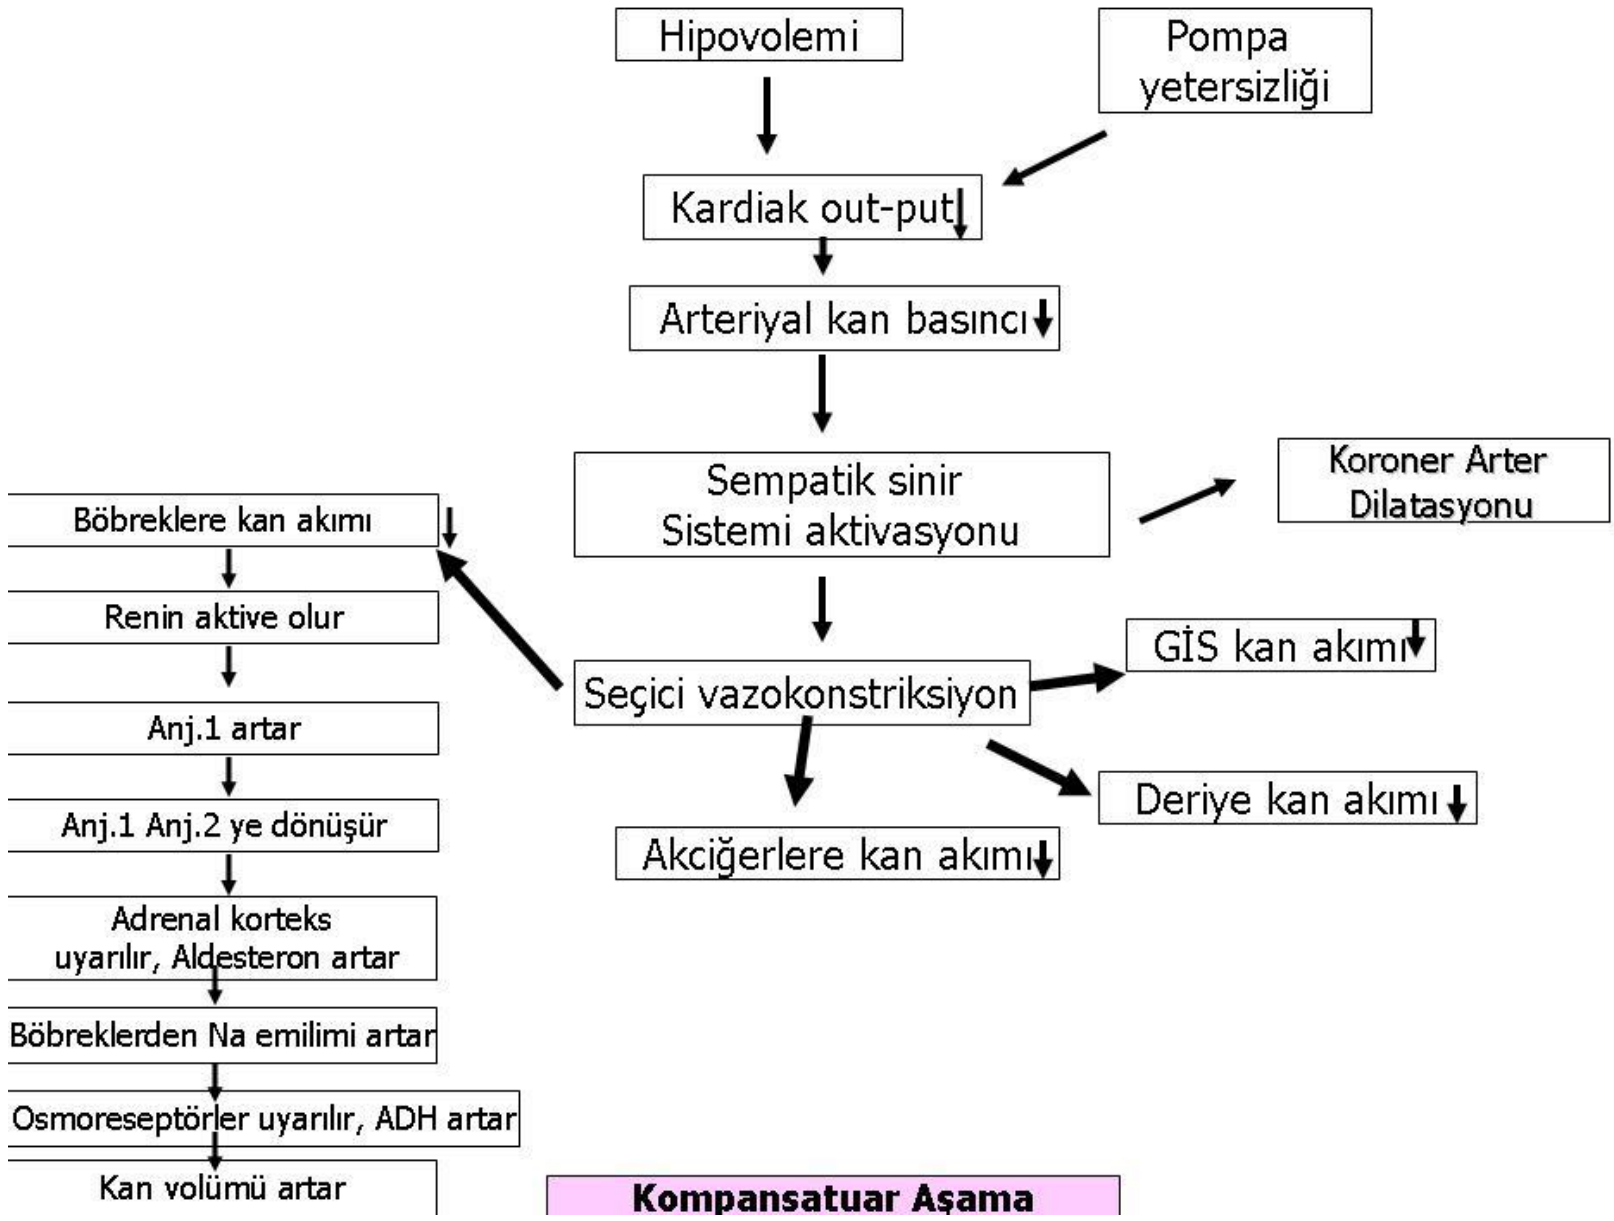 Hipovolemi
Pompa
yetersizliği
Kardiak out-put
Arteriyal kan basıncı
Sempatik sinir
Sistemi aktivasyonu
Koroner Arter
Dilatasyonu
Seçici vazokonstriksiyon
GİS kan akımı
Deriye kan akımı
Akciğerlere kan akımı
Böbreklere kan akımı
Renin aktive olur
Anj.1 artar
Anj.1 Anj.2 ye dönüşür
Adrenal korteks
uyarılır, Aldesteron artar
Böbreklerden Na emilimi artar
Osmoreseptörler uyarılır, ADH artar
Kan volümü artar
Kompansatuar Aşama